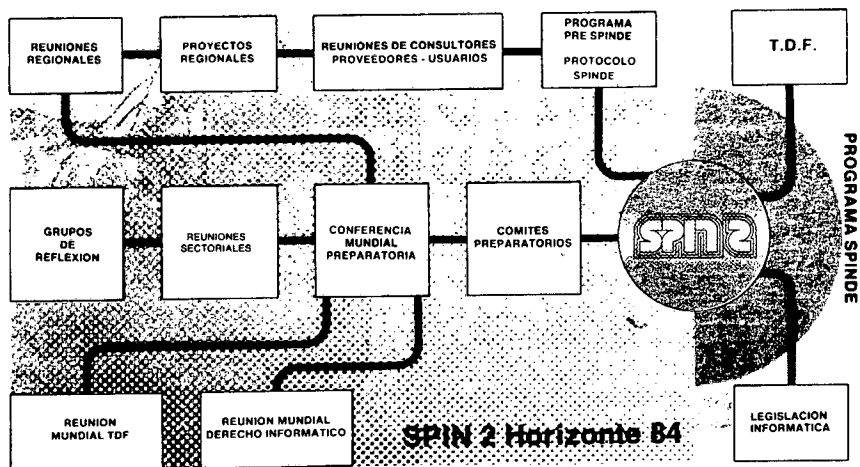 REUNIONES
REGIONALES
PROYECTOS
REGIONALES
REUNIONES DE CONSULTORES
PROVEEDORES - USUARIOS
PROGRAMA
PRE SPINDE
PROTOCOLO
SPINDE
T.D.F.
GRUPOS
DE
REFLEXION
REUNIONES
SECTORIALES
CONFERENCIA
MUNDIAL
PREPARATORIA
COMITES
PREPARATORIOS
SPIN 2
PROGRAMA SPINDE
REUNION
MUNDIAL TDF
REUNION MUNDIAL
DERECHO INFORMATICO
SPIN 2 Horizonte 84
LEGISLACION
INFORMATICA